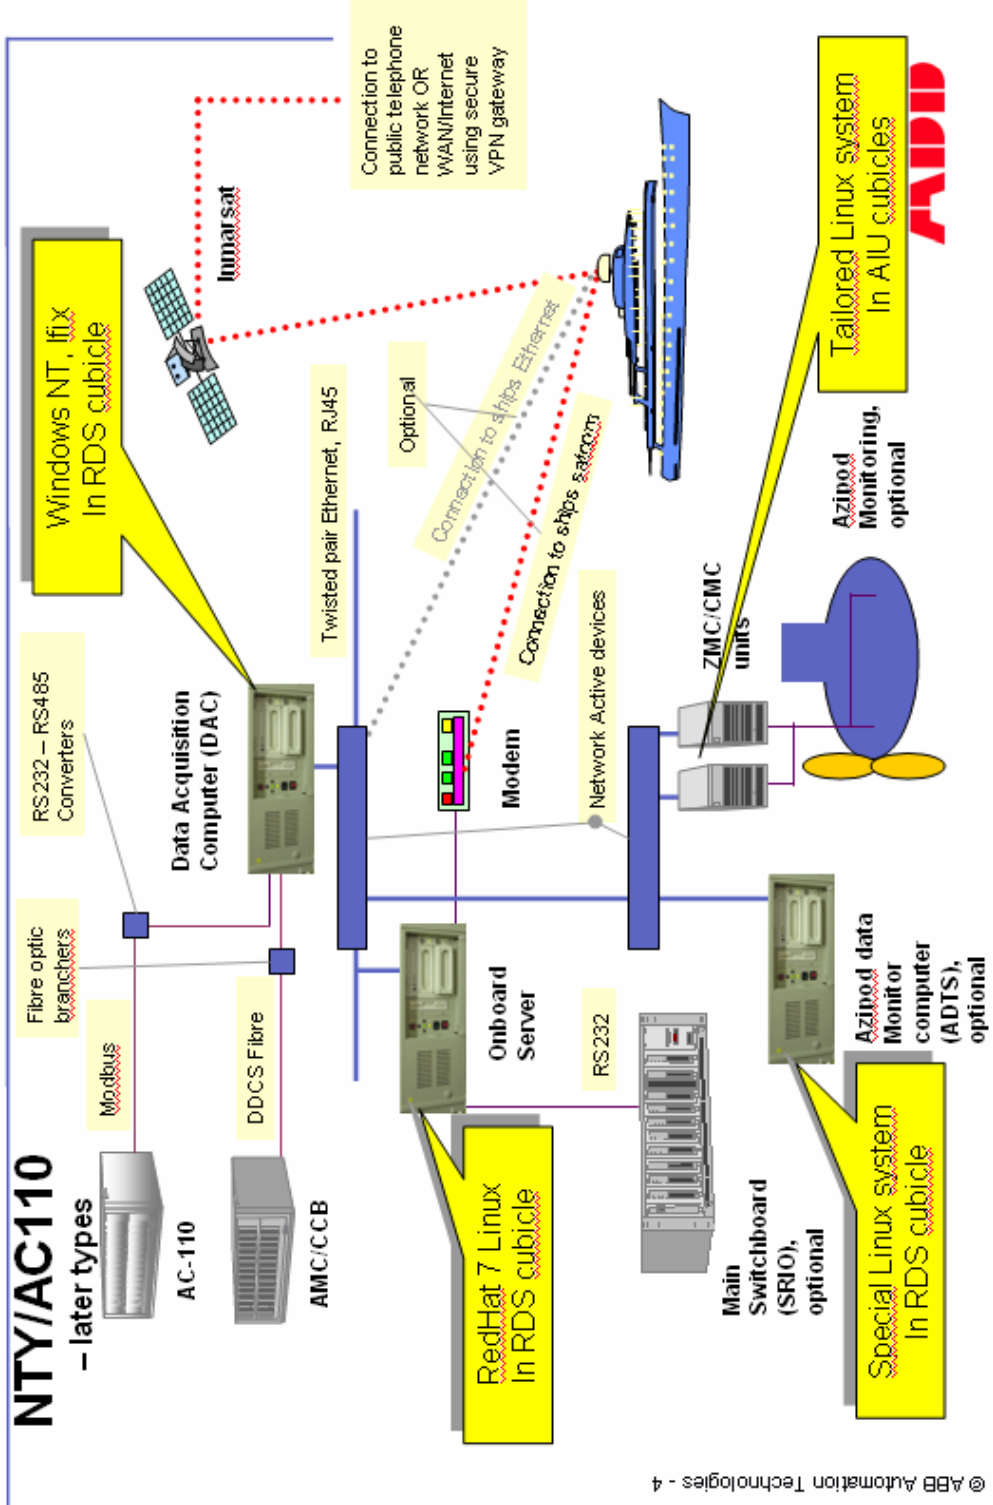 NTY/AC110
– later types
AC-110
AMC/CCB
Modbus
DDCS Fibre
Fibre optic
branchers
RS232 – RS485
Converters
Data Acquisition
Computer (DAC)
Windows NT, Ifix
In RDS cubicle
Inmarsat
Connection to
public telephone
network OR
WAN/Internet
using secure
VPN gateway
Twisted pair Ethernet, RJ45
Optional
Connection to ships Ethernet
Connection to ships satcom
Modem
Network Active devices
RedHat 7 Linux
In RDS cubicle
Onboard
Server
RS232
Main
Switchboard
(SRIO),
optional
ZMC/CMC
units
Azipod
Monitoring,
optional
Tailored Linux system
In AIU cubicles
ABB
Special Linux system
In RDS cubicle
Azipod data
Monitor
computer
(ADTS),
optional
© ABB Automation Technologies - 4